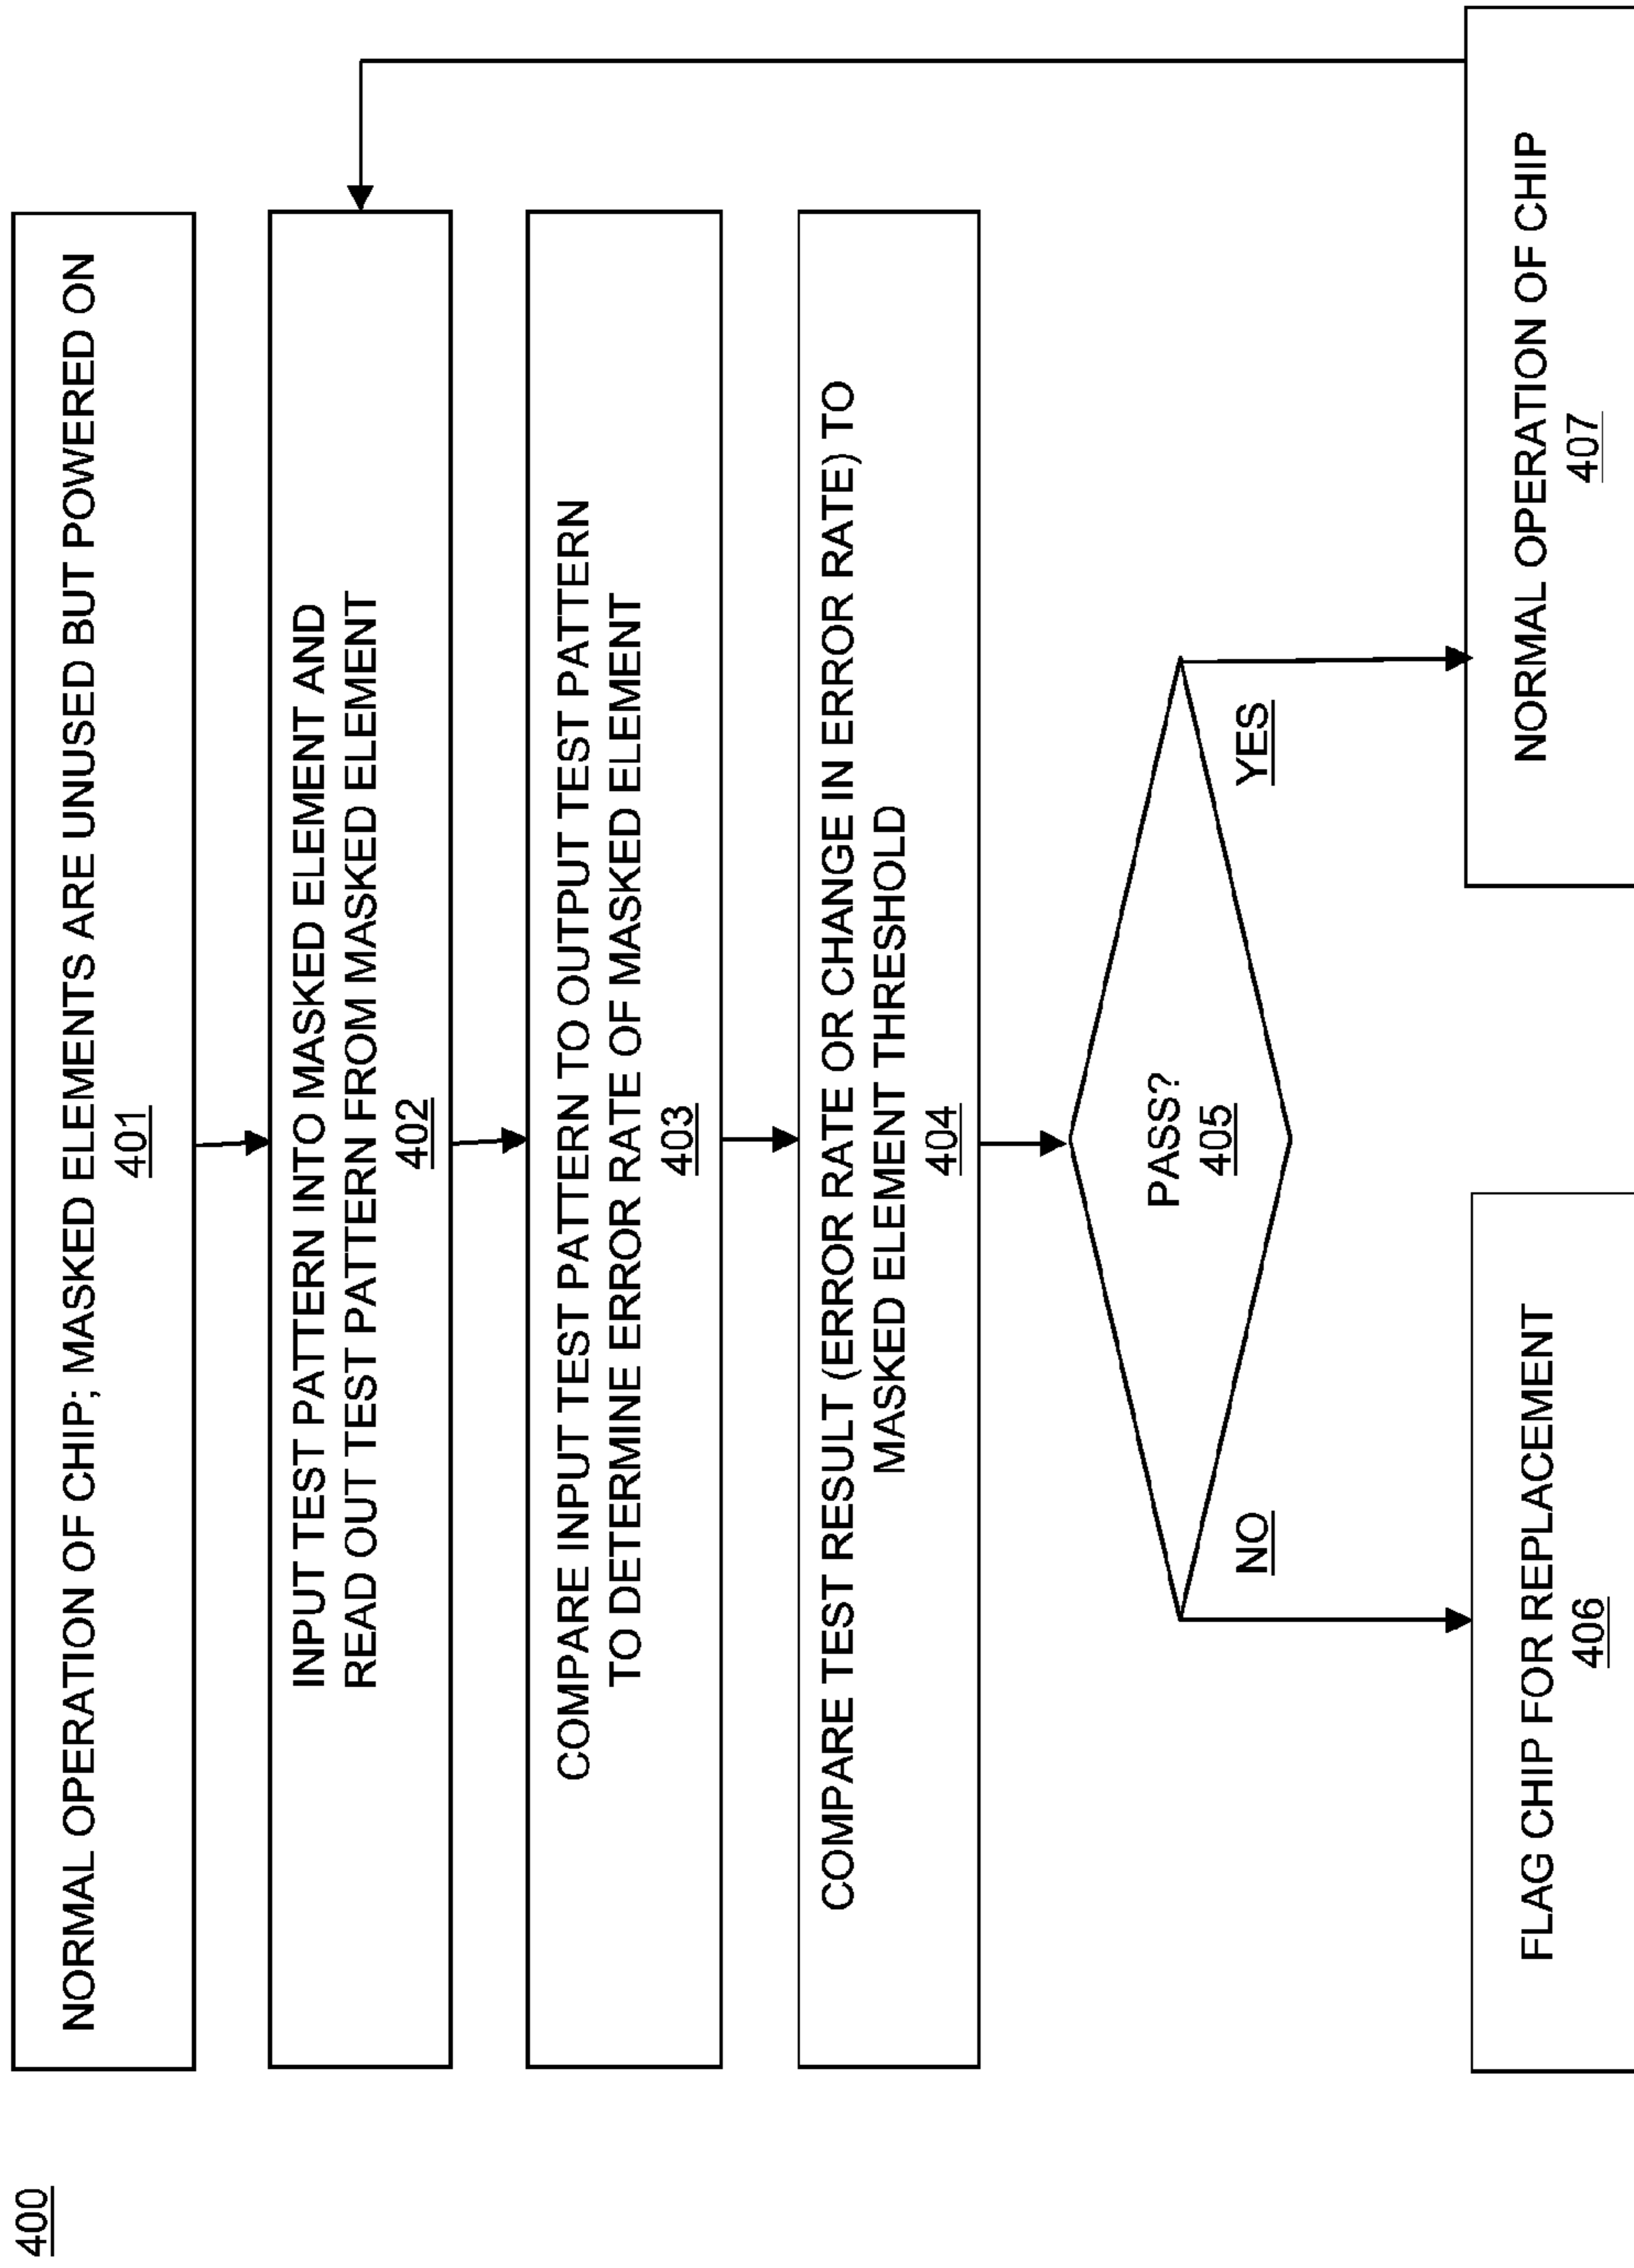 400
NORMAL OPERATION OF CHIP; MASKED ELEMENTS ARE UNUSED BUT POWERED ON
401
INPUT TEST PATTERN INTO MASKED ELEMENT AND
READ OUT TEST PATTERN FROM MASKED ELEMENT
402
COMPARE INPUT TEST PATTERN TO OUTPUT TEST PATTERN
TO DETERMINE ERROR RATE OF MASKED ELEMENT
403
COMPARE TEST RESULT (ERROR RATE OR CHANGE IN ERROR RATE) TO
MASKED ELEMENT THRESHOLD
404
PASS?
405
NO
YES
FLAG CHIP FOR REPLACEMENT
406
NORMAL OPERATION OF CHIP
407